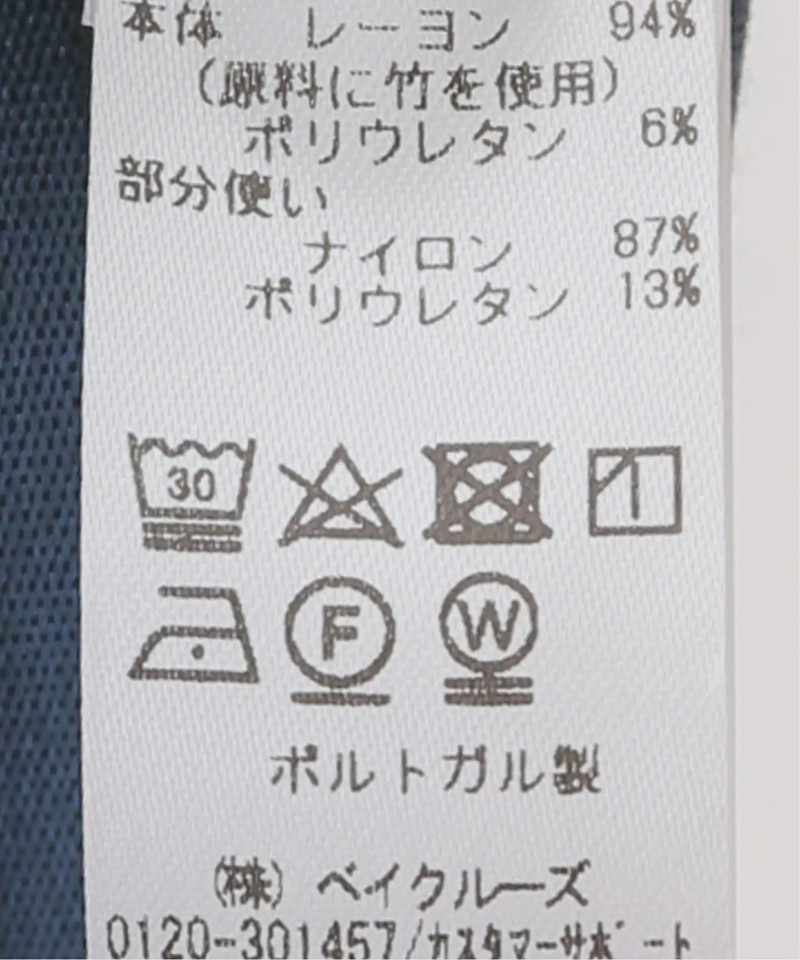 本体 レーヨン 94%
(原料に竹を使用)
ポリウレタン 6%
部分使い
ナイロン 87%
ポリウレタン 13%
30
F W
ポルトガル製
(株) ベイクルーズ
0120-301457/カスタマーサポート